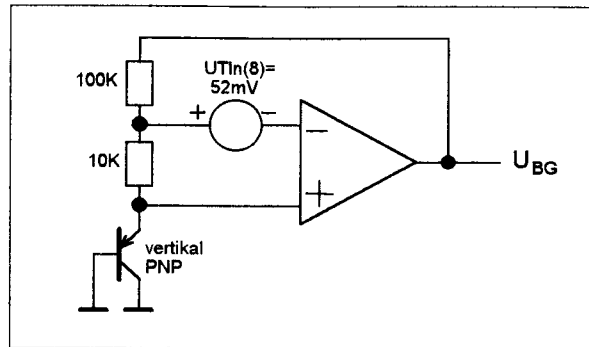 100K
UTln(8)=
52mV
+
−
−
10K
+
U_BG
vertikal
PNP